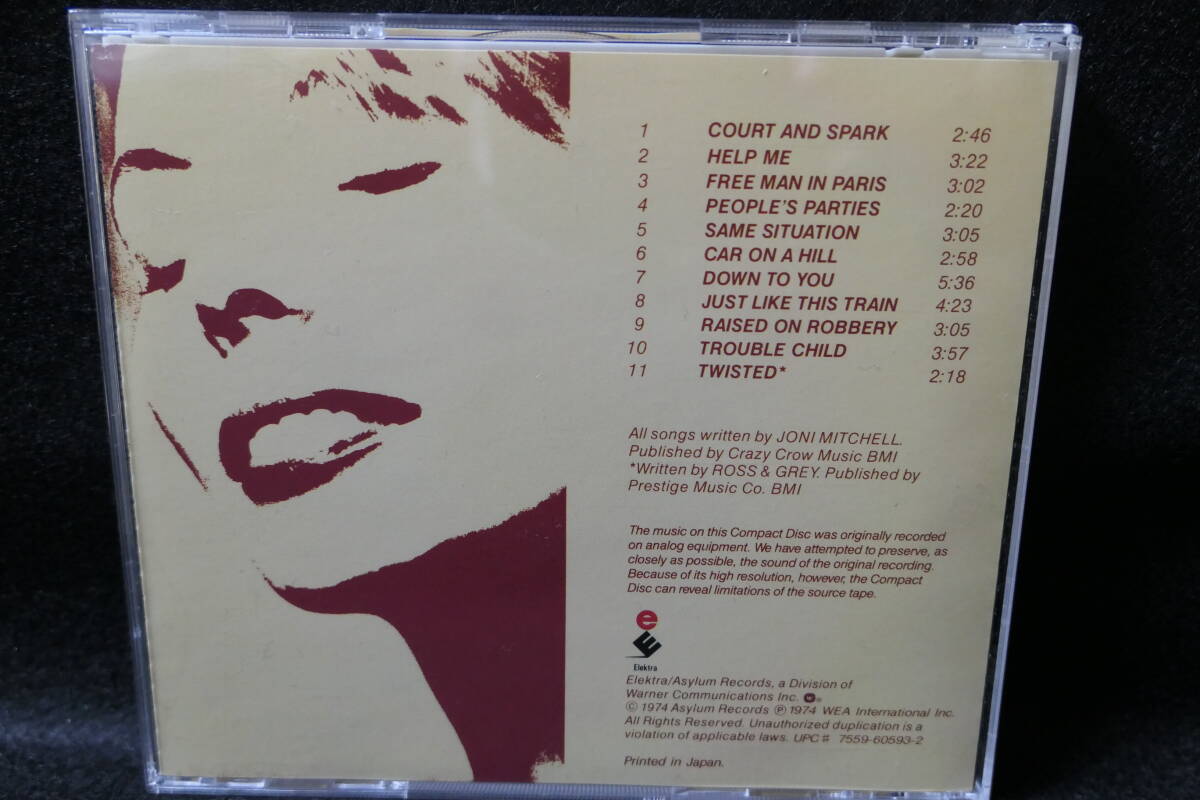 1 COURT AND SPARK 2:46
2 HELP ME 3:22
3 FREE MAN IN PARIS 3:02
4 PEOPLE'S PARTIES 2:20
5 SAME SITUATION 3:05
6 CAR ON A HILL 2:58
7 DOWN TO YOU 5:36
8 JUST LIKE THIS TRAIN 4:23
9 RAISED ON ROBBERY 3:05
10 TROUBLE CHILD 3:57
11 TWISTED* 2:18
All songs written by JONI MITCHELL.
Published by Crazy Crow Music BMI
*Written by ROSS & GREY. Published by
Prestige Music Co. BMI
The music on this Compact Disc was originally recorded
on analog equipment. We have attempted to preserve, as
closely as possible, the sound of the original recording.
Because of its high resolution, however, the Compact
Disc can reveal limitations of the source tape.
e
E
Elektra
Elektra/Asylum Records, a Division of
Warner Communications Inc. W ®
© 1974 Asylum Records ℗ 1974 WEA International Inc.
All Rights Reserved. Unauthorized duplication is a
violation of applicable laws. UPC# 7559-60593-2
Printed in Japan.